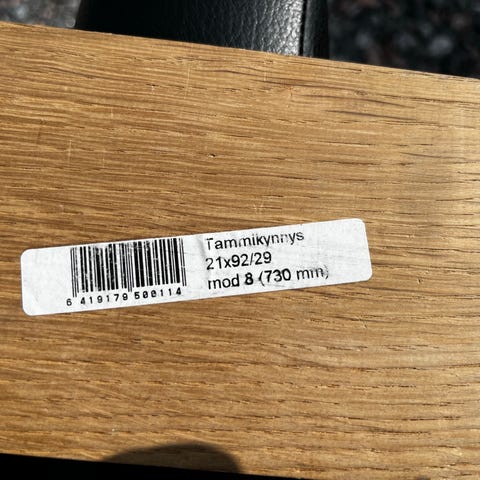 Tammikynnys
21x92/29
mod 8 (730 mm)
6 419179 500114